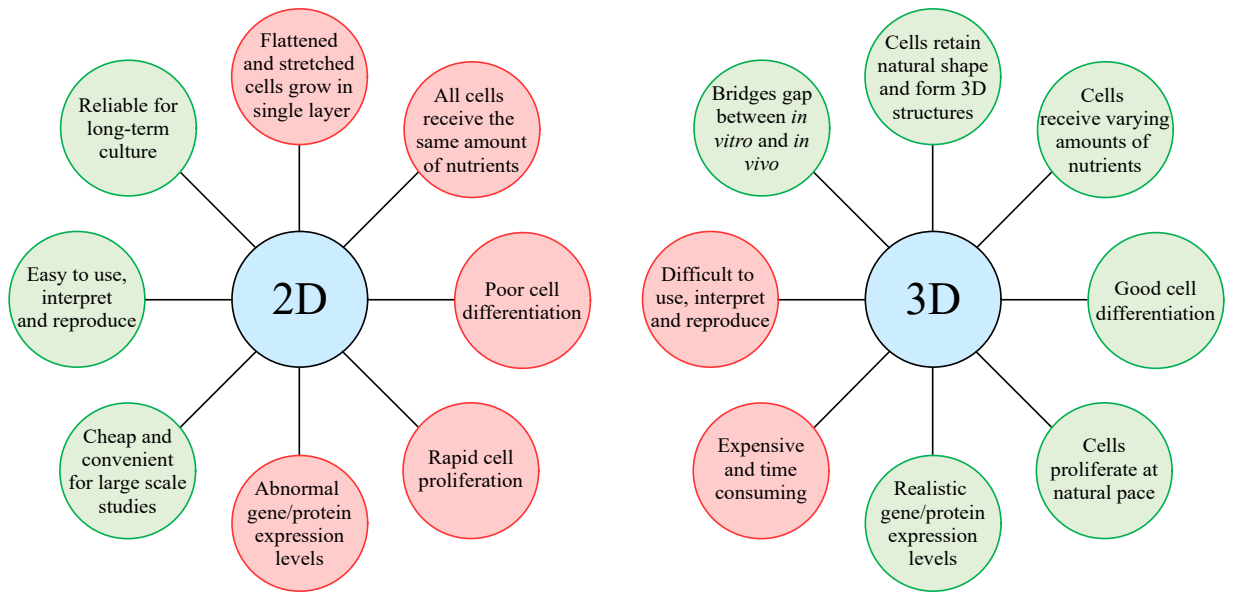 Flattened
and stretched
cells grow in
single layer
All cells
receive the
same amount
of nutrients
Poor cell
differentiation
Rapid cell
proliferation
Abnormal
gene/protein
expression
levels
Cheap and
convenient
for large scale
studies
Easy to use,
interpret
and reproduce
Reliable for
long-term
culture
2D
Cells retain
natural shape
and form 3D
structures
Cells
receive varying
amounts of
nutrients
Good cell
differentiation
Cells
proliferate at
natural pace
Realistic
gene/protein
expression
levels
Expensive
and time
consuming
Difficult to
use, interpret
and reproduce
Bridges gap
between in
vitro and in
vivo
3D